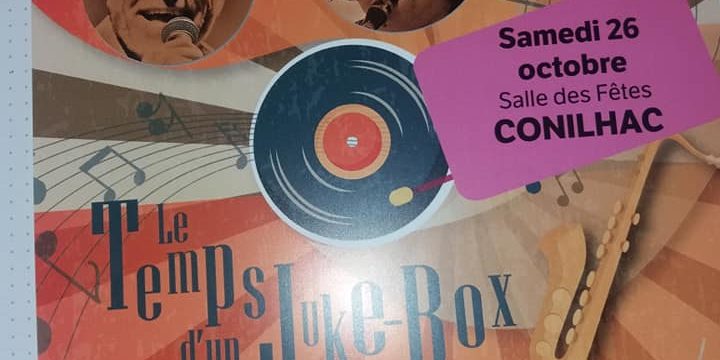 Samedi 26
octobre
Salle des Fêtes
CONILHAC
Le
Temps
d'un Juke-Box